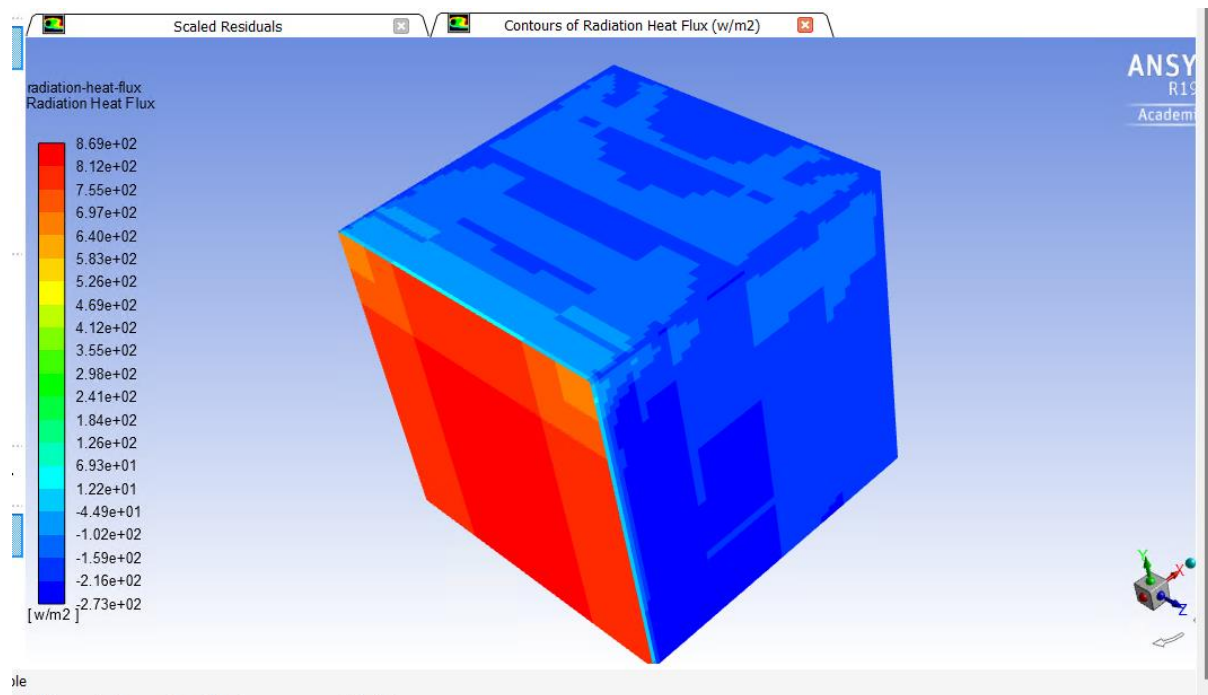 Scaled Residuals
Contours of Radiation Heat Flux (w/m2)
radiation-heat-flux
Radiation Heat Flux
8.69e+02
8.12e+02
7.55e+02
6.97e+02
6.40e+02
5.83e+02
5.26e+02
4.69e+02
4.12e+02
3.55e+02
2.98e+02
2.41e+02
1.84e+02
1.26e+02
6.93e+01
1.22e+01
-4.49e+01
-1.02e+02
-1.59e+02
-2.16e+02
-2.73e+02
[w/m2 ]
ANSY
R19
Academi
Y
X
Z
ole